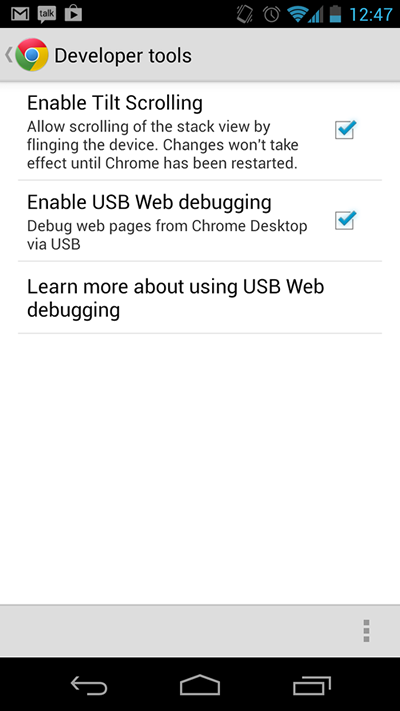 talk
12:47
Developer tools
Enable Tilt Scrolling
Allow scrolling of the stack view by
flinging the device. Changes won't take
effect until Chrome has been restarted.
Enable USB Web debugging
Debug web pages from Chrome Desktop
via USB
Learn more about using USB Web
debugging